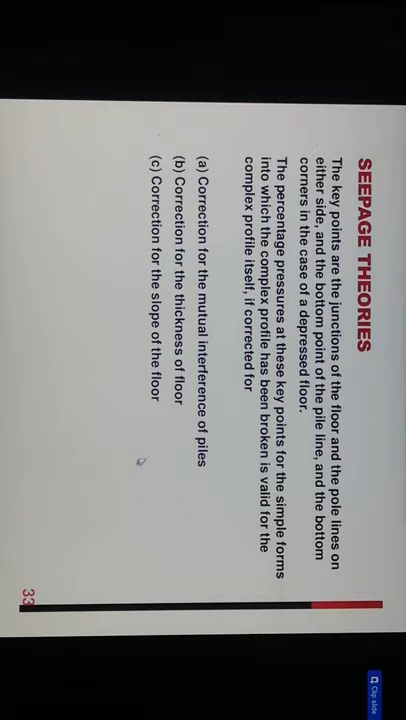 SEEPAGE THEORIES
The key points are the junctions of the floor and the pole lines on
either side, and the bottom point of the pile line, and the bottom
corners in the case of a depressed floor.
The percentage pressures at these key points for the simple forms
into which the complex profile has been broken is valid for the
complex profile itself, if corrected for
(a) Correction for the mutual interference of piles
(b) Correction for the thickness of floor
(c) Correction for the slope of the floor
33
Clip slide